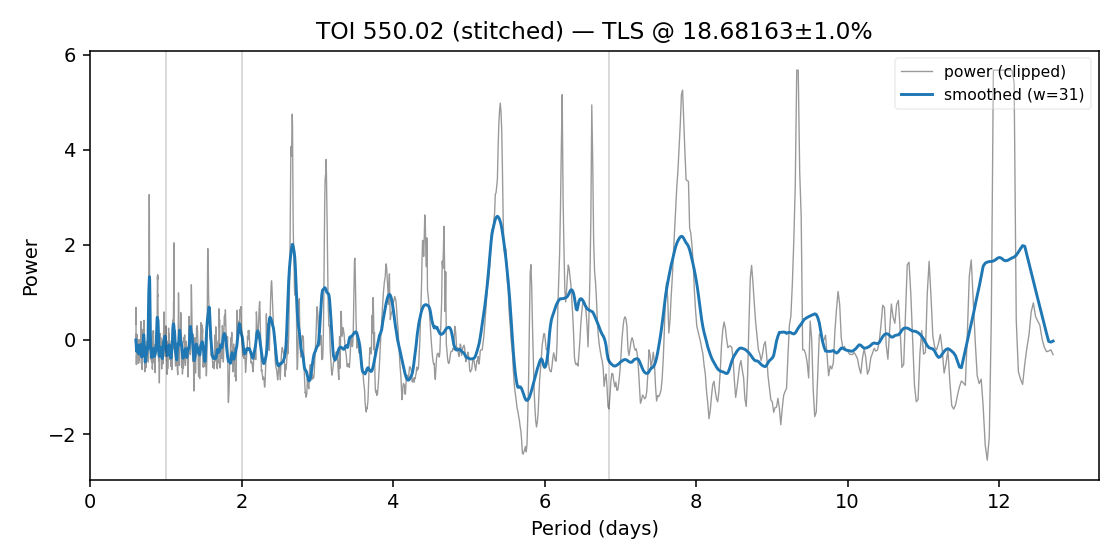 TOI 550.02 (stitched) — TLS @ 18.68163±1.0%
power (clipped)
smoothed (w=31)
Power
6
4
2
0
−2
0 2 4 6 8 10 12
Period (days)